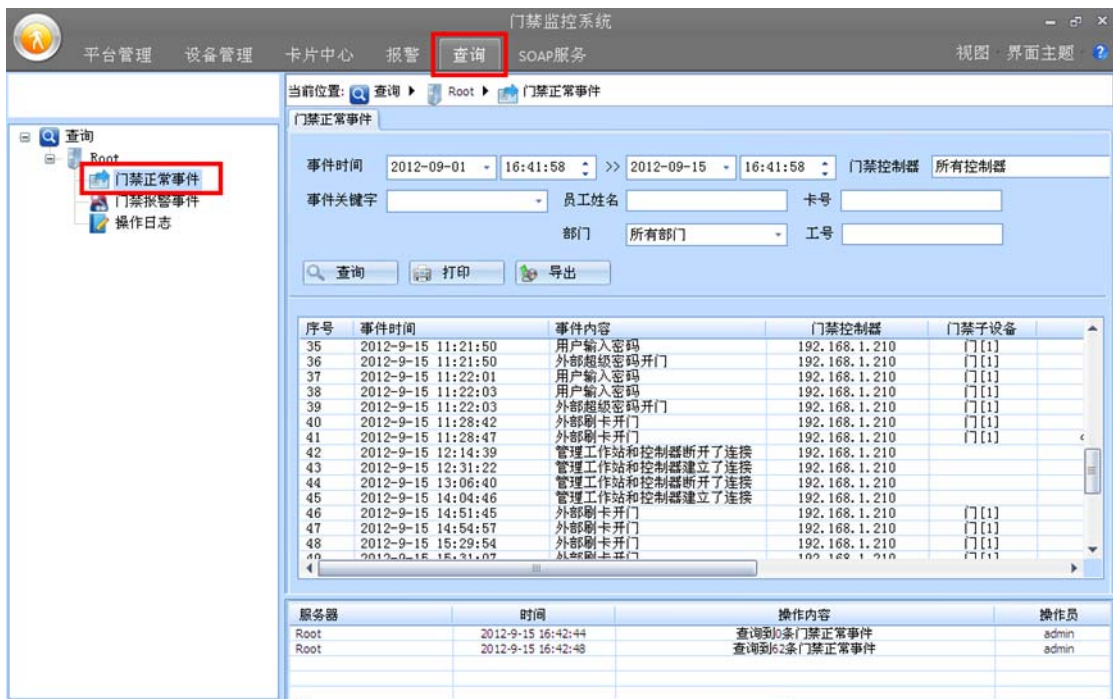 门禁监控系统
平台管理 设备管理 卡片中心 报警 查询 SOAP服务 视图 界面主题
当前位置: 查询 Root 门禁正常事件
门禁正常事件
查询
Root
门禁正常事件
门禁报警事件
操作日志
事件时间 2012-09-01 16:41:58 >> 2012-09-15 16:41:58 门禁控制器 所有控制器
事件关键字 员工姓名 卡号
部门 所有部门 工号
查询 打印 导出
序号 事件时间 事件内容 门禁控制器 门禁子设备
35 2012-9-15 11:21:50 用户输入密码 192.168.1.210 门[1]
36 2012-9-15 11:21:50 外部超级密码开门 192.168.1.210 门[1]
37 2012-9-15 11:22:01 用户输入密码 192.168.1.210 门[1]
38 2012-9-15 11:22:03 用户输入密码 192.168.1.210 门[1]
39 2012-9-15 11:22:03 外部超级密码开门 192.168.1.210 门[1]
40 2012-9-15 11:28:42 外部刷卡开门 192.168.1.210 门[1]
41 2012-9-15 11:28:47 外部刷卡开门 192.168.1.210 门[1]
42 2012-9-15 12:14:39 管理工作站和控制器断开了连接 192.168.1.210
43 2012-9-15 12:31:22 管理工作站和控制器建立了连接 192.168.1.210
44 2012-9-15 13:06:40 管理工作站和控制器断开了连接 192.168.1.210
45 2012-9-15 14:04:46 管理工作站和控制器建立了连接 192.168.1.210
46 2012-9-15 14:51:45 外部刷卡开门 192.168.1.210 门[1]
47 2012-9-15 14:54:57 外部刷卡开门 192.168.1.210 门[1]
48 2012-9-15 15:29:54 外部刷卡开门 192.168.1.210 门[1]
49 2012-9-15 15:31:07 外部刷卡开门 192.168.1.210 门[1]
服务器 时间 操作内容 操作员
Root 2012-9-15 16:42:44 查询到0条门禁正常事件 admin
Root 2012-9-15 16:42:48 查询到62条门禁正常事件 admin